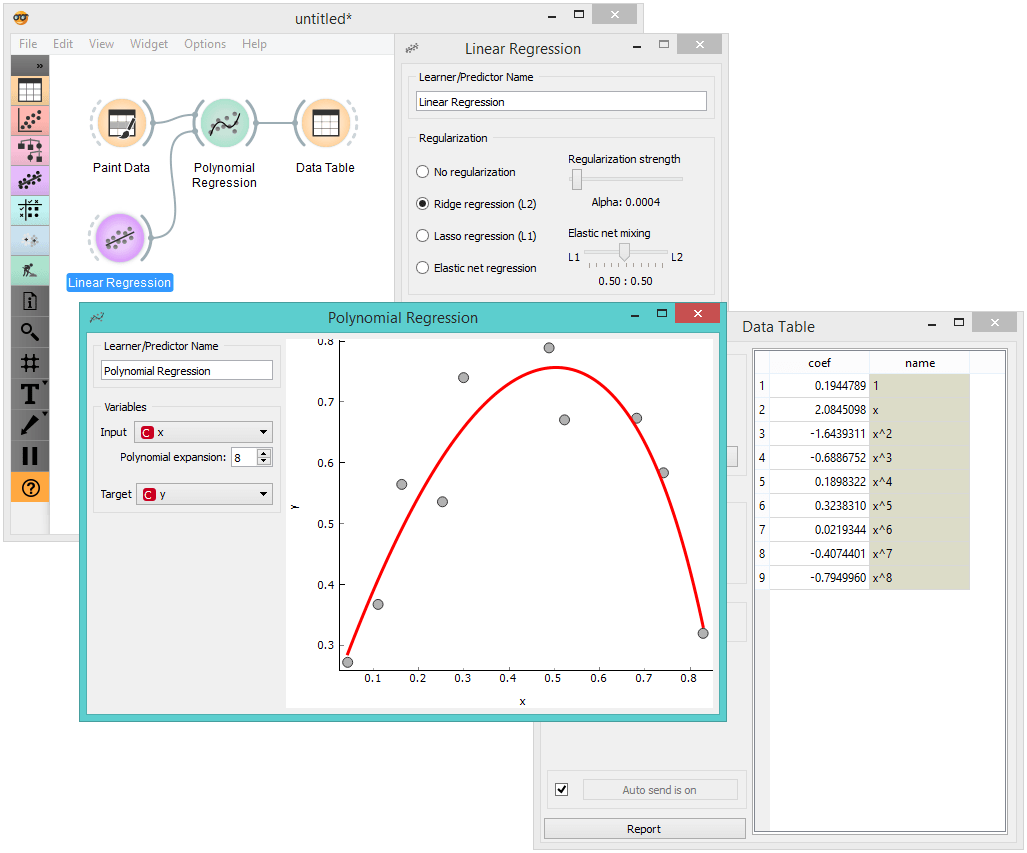 untitled*
File Edit View Widget Options Help
»
Paint Data
Polynomial
Regression
Data Table
Linear Regression
Linear Regression
Learner/Predictor Name
Linear Regression
Regularization
No regularization
Ridge regression (L2)
Lasso regression (L1)
Elastic net regression
Regularization strength
Alpha: 0.0004
Elastic net mixing
L1 L2
0.50 : 0.50
Polynomial Regression
Learner/Predictor Name
Polynomial Regression
Variables
Input C x
Polynomial expansion: 8
Target C y
0.8
0.7
0.6
0.5
0.4
0.3
y
0.1 0.2 0.3 0.4 0.5 0.6 0.7 0.8
x
Data Table
coef name
1 0.1944789 1
2 2.0845098 x
3 -1.6439311 x^2
4 -0.6886752 x^3
5 0.1898322 x^4
6 0.3238310 x^5
7 0.0219344 x^6
8 -0.4074401 x^7
9 -0.7949960 x^8
Auto send is on
Report